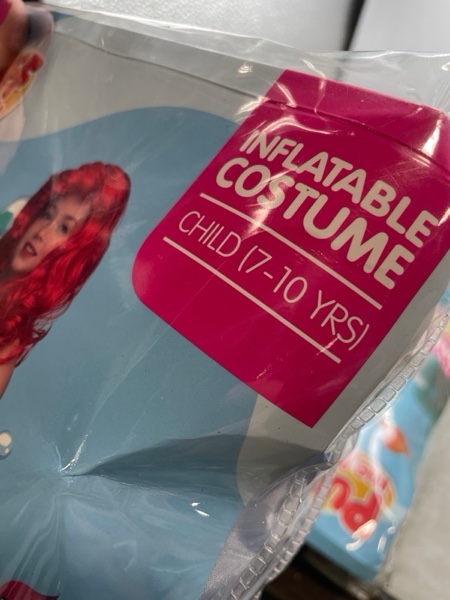 INFLATABLE
COSTUME
CHILD (7-10 YRS)